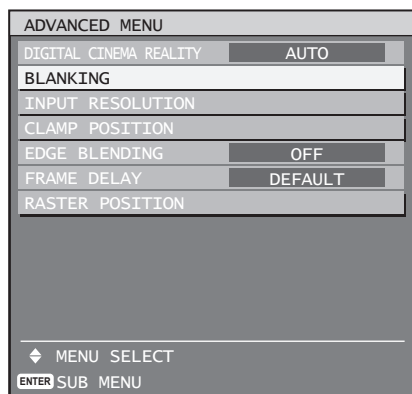 ADVANCED MENU
DIGITAL CINEMA REALITY AUTO
BLANKING
INPUT RESOLUTION
CLAMP POSITION
EDGE BLENDING OFF
FRAME DELAY DEFAULT
RASTER POSITION
MENU SELECT
ENTER SUB MENU